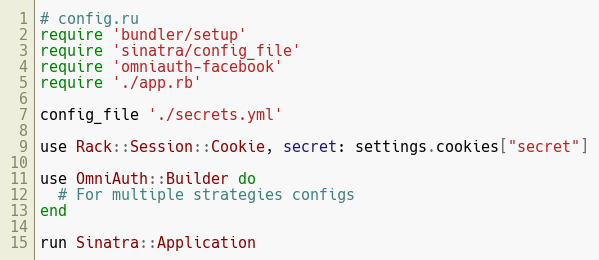 1 # config.ru
2 require 'bundler/setup'
3 require 'sinatra/config_file'
4 require 'omniauth-facebook'
5 require './app.rb'
6
7 config_file './secrets.yml'
8
9 use Rack::Session::Cookie, secret: settings.cookies["secret"]
10
11 use OmniAuth::Builder do
12   # For multiple strategies configs
13 end
14
15 run Sinatra::Application